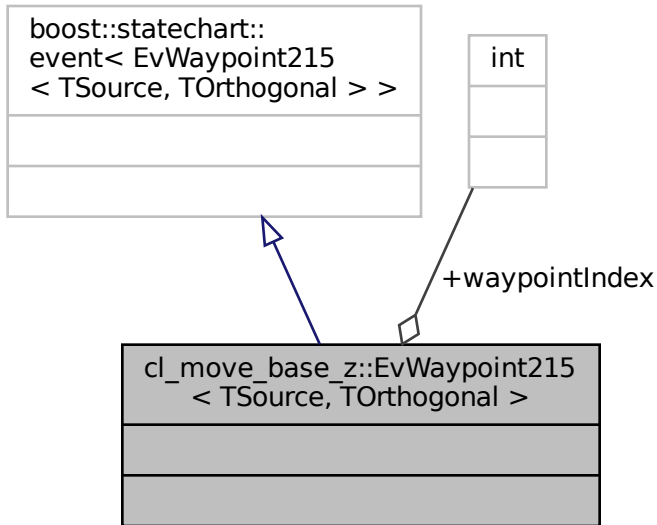 boost::statechart::
event< EvWaypoint215
< TSource, TOrthogonal > >
int
+waypointIndex
cl_move_base_z::EvWaypoint215
< TSource, TOrthogonal >